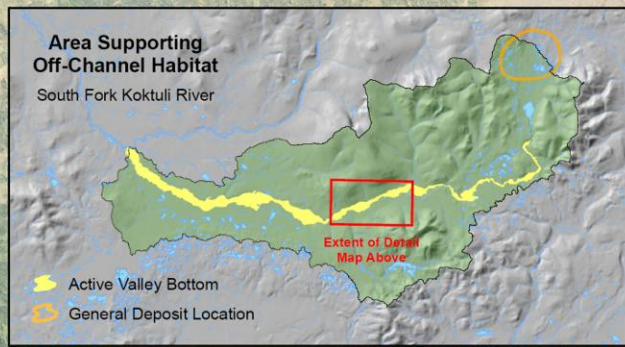 Area Supporting
Off-Channel Habitat
South Fork Koktuli River
Extent of Detail
Map Above
Active Valley Bottom
General Deposit Location